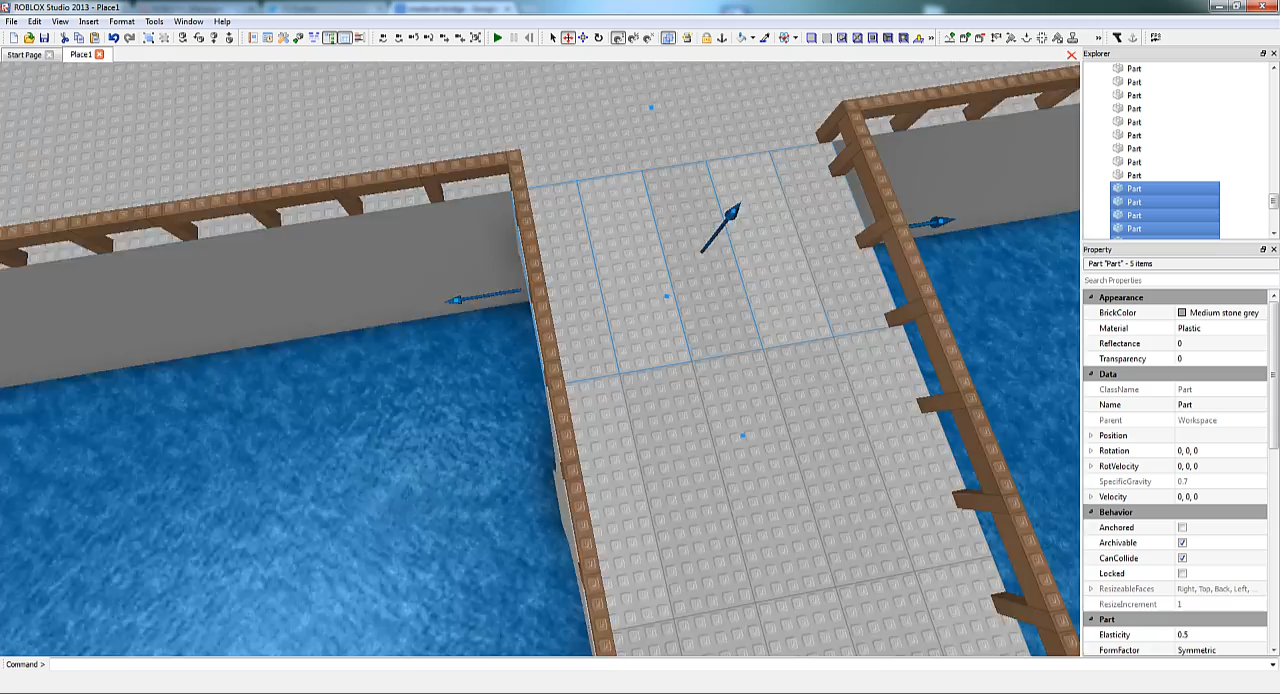 ROBLOX Studio 2013 - Place1
File Edit View Insert Format Tools Window Help
Start Page Place1
Explorer
Part
Part
Part
Part
Part
Part
Part
Part
Part
Part
Part
Part
Part
Property
Part "Part" - 5 items
Search Properties
Appearance
BrickColor Medium stone grey
Material Plastic
Reflectance 0
Transparency 0
Data
ClassName Part
Name Part
Parent Workspace
Position
Rotation 0, 0, 0
RotVelocity 0, 0, 0
SpecificGravity 0.7
Velocity 0, 0, 0
Behavior
Anchored
Archivable
CanCollide
Locked
ResizeableFaces Right, Top, Back, Left, ...
ResizeIncrement 1
Part
Elasticity 0.5
FormFactor Symmetric
Command >